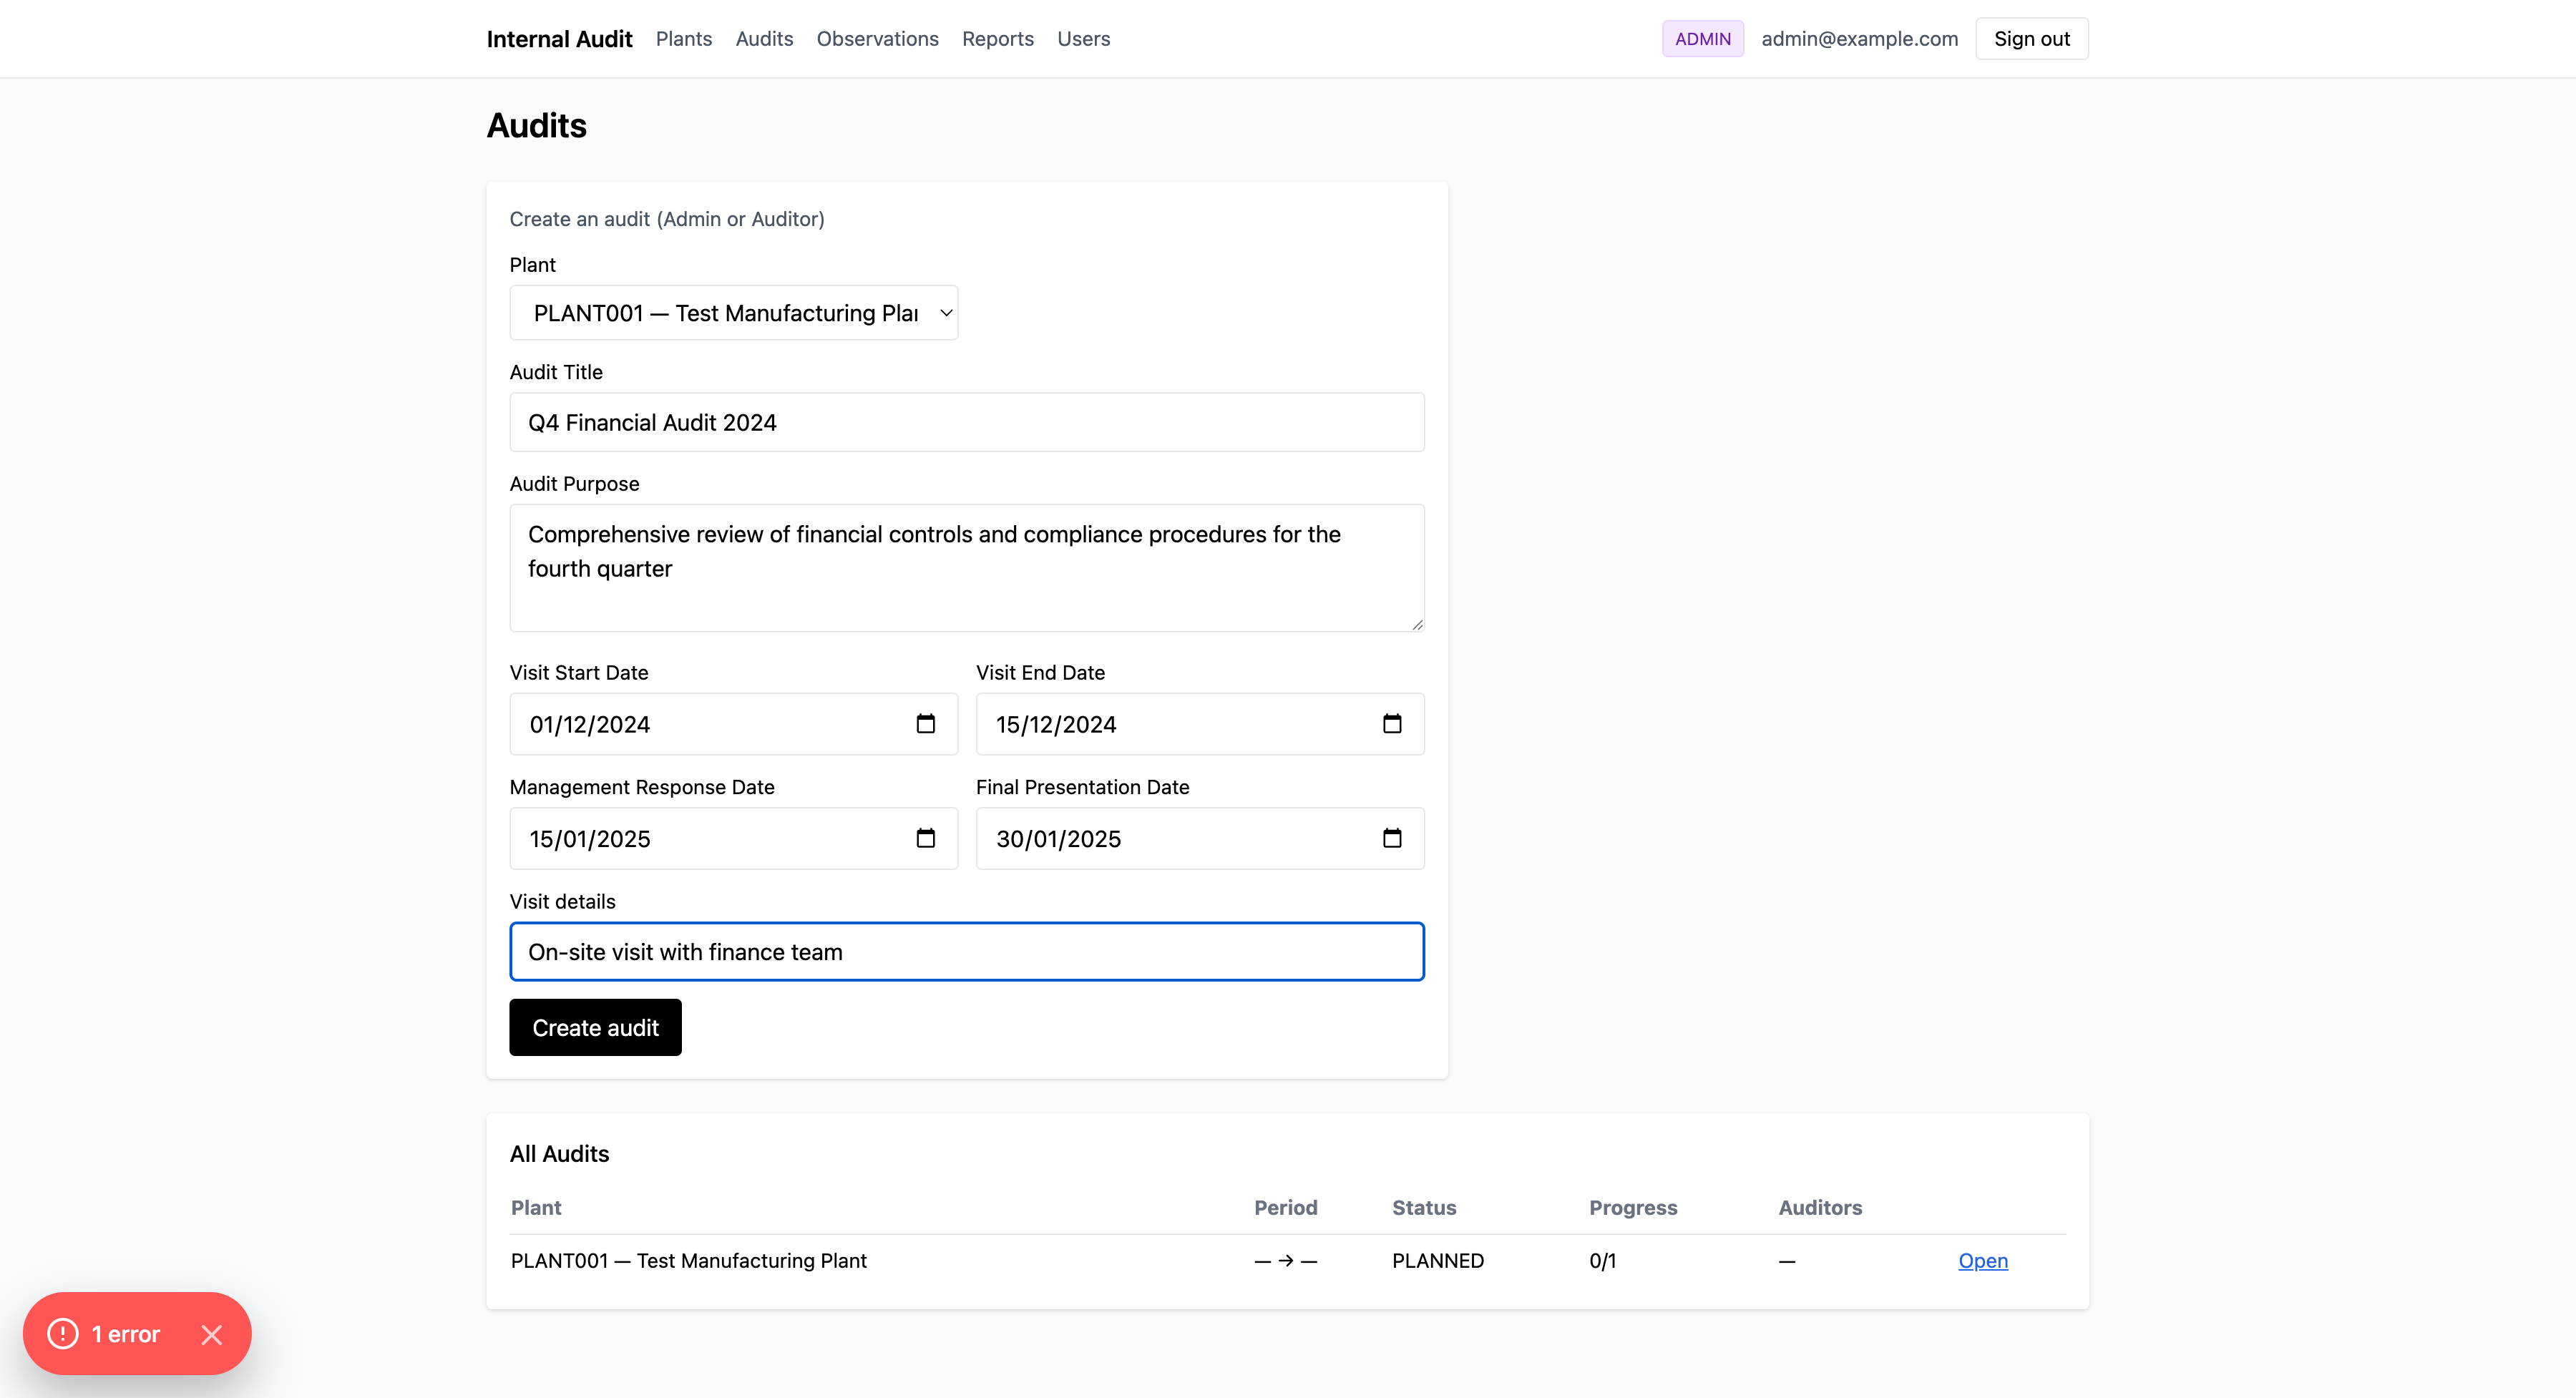 Internal Audit Plants Audits Observations Reports Users ADMIN admin@example.com Sign out
Audits
Create an audit (Admin or Auditor)
Plant
PLANT001 — Test Manufacturing Plan
Audit Title
Q4 Financial Audit 2024
Audit Purpose
Comprehensive review of financial controls and compliance procedures for the
fourth quarter
Visit Start Date Visit End Date
01/12/2024 15/12/2024
Management Response Date Final Presentation Date
15/01/2025 30/01/2025
Visit details
On-site visit with finance team
Create audit
All Audits
Plant Period Status Progress Auditors
PLANT001 — Test Manufacturing Plant — → — PLANNED 0/1 — Open
1 error